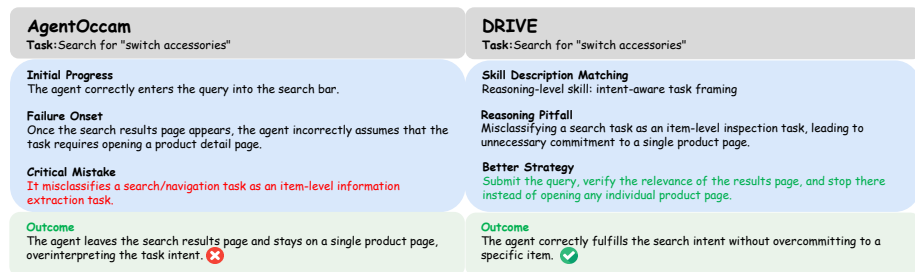 AgentOccam
Task:Search for "switch accessories"
Initial Progress
The agent correctly enters the query into the search bar.
Failure Onset
Once the search results page appears, the agent incorrectly assumes that the
task requires opening a product detail page.
Critical Mistake
It misclassifies a search/navigation task as an item-level information
extraction task.
Outcome
The agent leaves the search results page and stays on a single product page,
overinterpreting the task intent.
DRIVE
Task:Search for "switch accessories"
Skill Description Matching
Reasoning-level skill: intent-aware task framing
Reasoning Pitfall
Misclassifying a search task as an item-level inspection task, leading to
unnecessary commitment to a single product page.
Better Strategy
Submit the query, verify the relevance of the results page, and stop there
instead of opening any individual product page.
Outcome
The agent correctly fulfills the search intent without overcommitting to a
specific item.